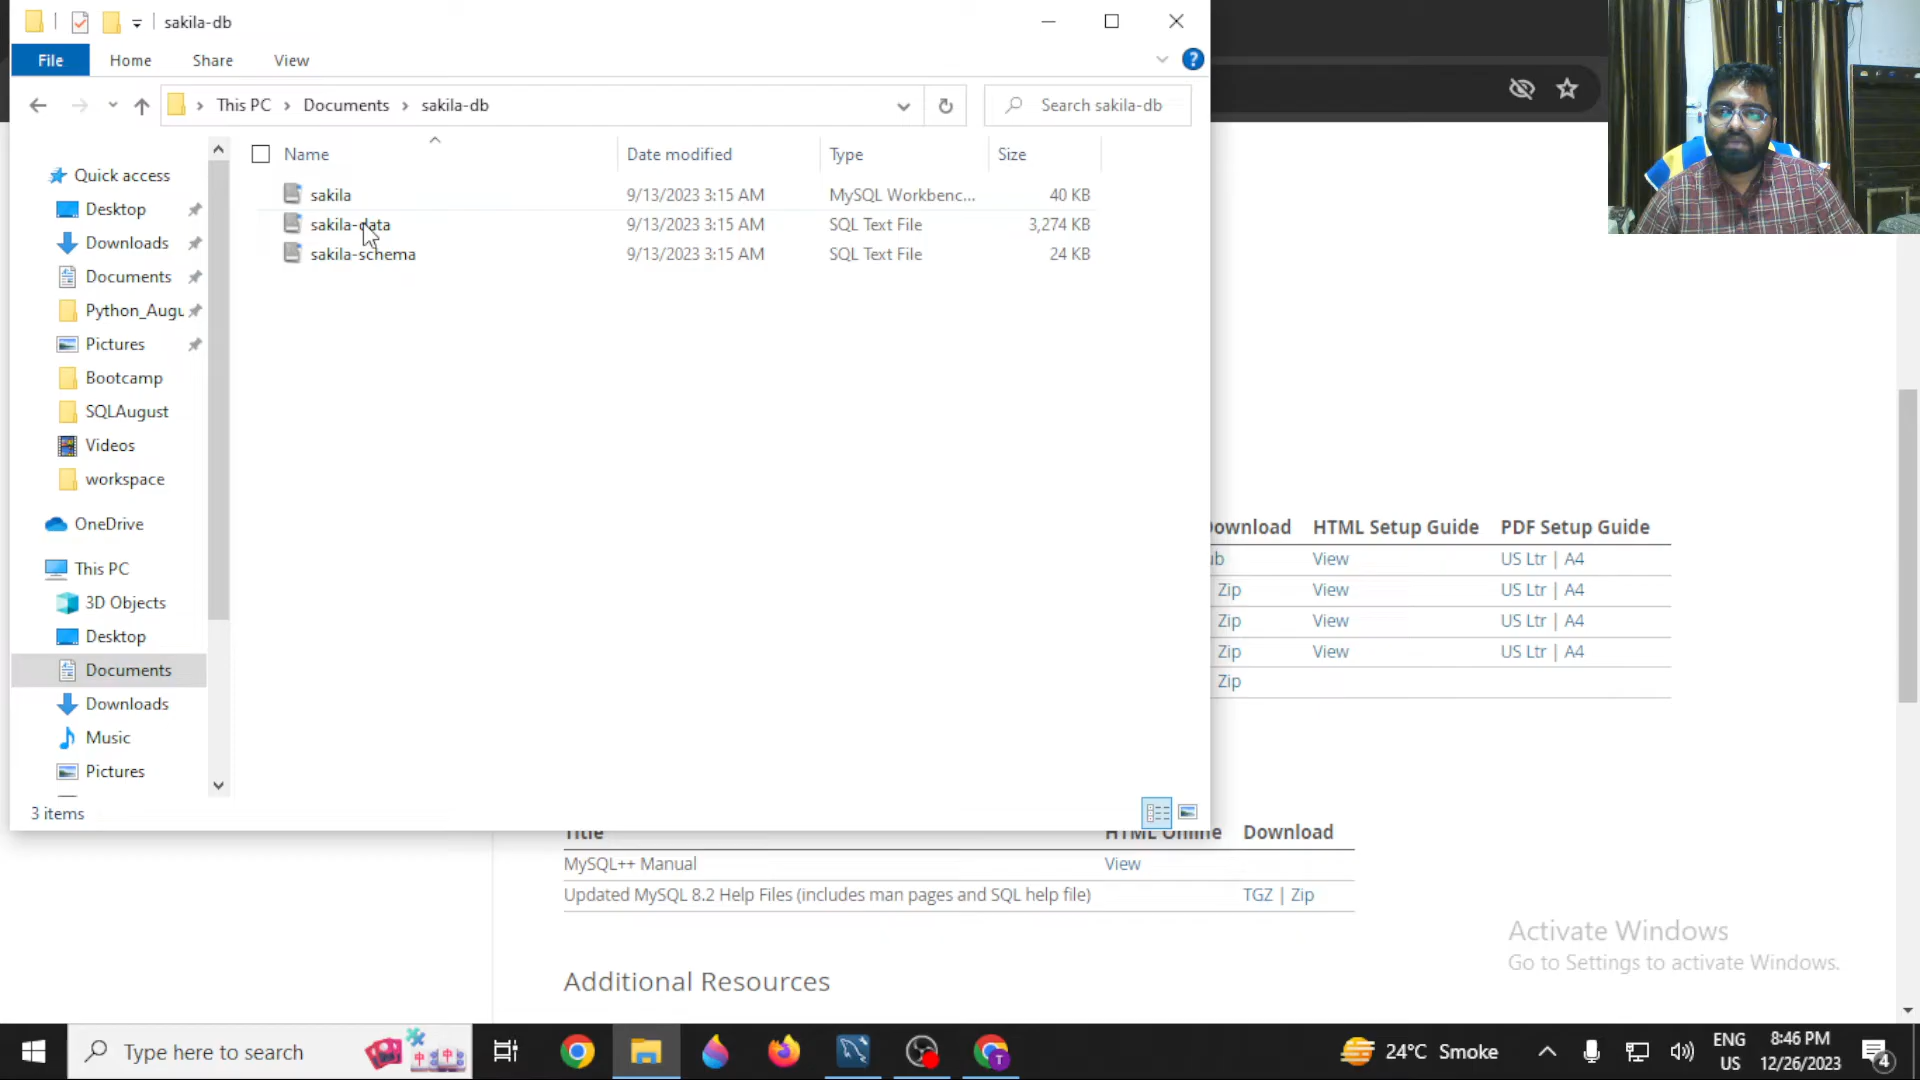 sakila-db
File
Home
Share
View
This PC
Documents
sakila-db
Search sakila-db
Name
Date modified
Type
Size
sakila
9/13/2023 3:15 AM
MySQL Workbenc...
40 KB
sakila-data
9/13/2023 3:15 AM
SQL Text File
3,274 KB
sakila-schema
9/13/2023 3:15 AM
SQL Text File
24 KB
Quick access
Desktop
Downloads
Documents
Python_Augu
Pictures
Bootcamp
SQLAugust
Videos
workspace
OneDrive
This PC
3D Objects
Desktop
Documents
Downloads
Music
Pictures
3 items
Download
HTML Setup Guide
PDF Setup Guide
View
US Ltr | A4
Zip
View
US Ltr | A4
Zip
View
US Ltr | A4
Zip
View
US Ltr | A4
Zip
Title
HTML Online
Download
MySQL++ Manual
View
Updated MySQL 8.2 Help Files (includes man pages and SQL help file)
TGZ | Zip
Additional Resources
Activate Windows
Go to Settings to activate Windows.
Type here to search
24°C Smoke
ENG
US
8:46 PM
12/26/2023
4